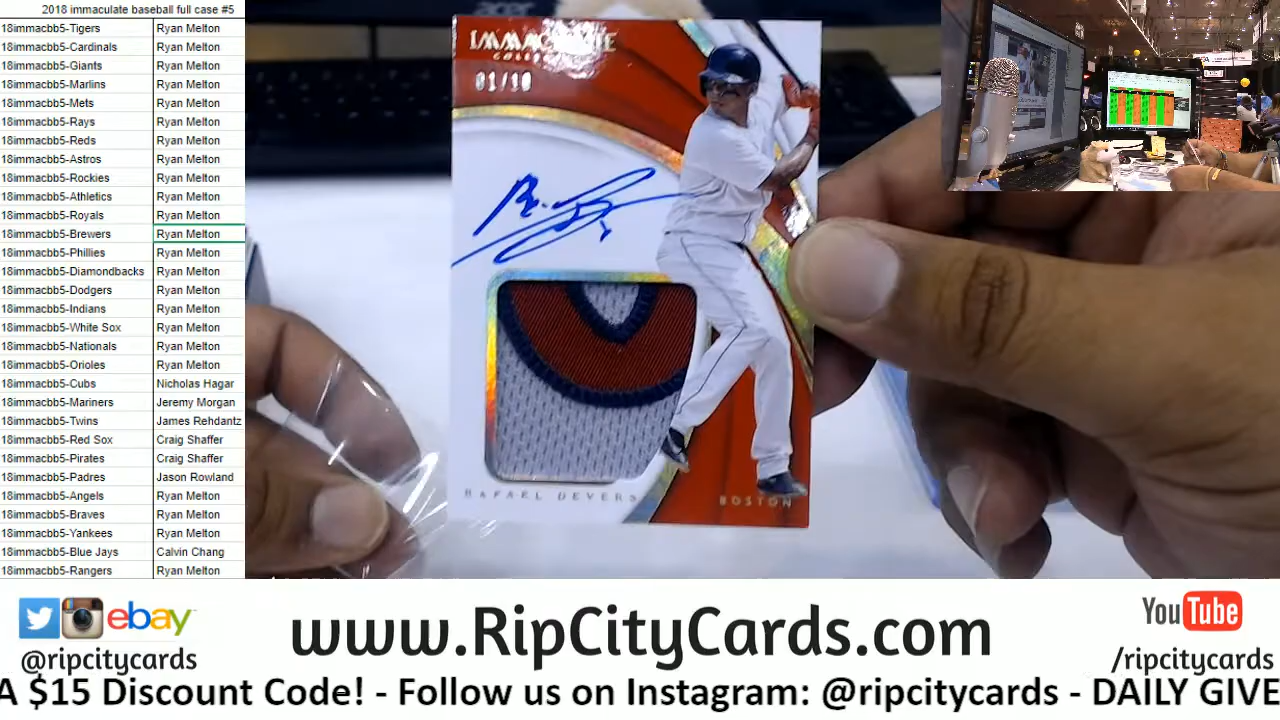 2018 immaculate baseball full case #5
18immacbb5-Tigers Ryan Melton
18immacbb5-Cardinals Ryan Melton
18immacbb5-Giants Ryan Melton
18immacbb5-Marlins Ryan Melton
18immacbb5-Mets Ryan Melton
18immacbb5-Rays Ryan Melton
18immacbb5-Reds Ryan Melton
18immacbb5-Astros Ryan Melton
18immacbb5-Rockies Ryan Melton
18immacbb5-Athletics Ryan Melton
18immacbb5-Royals Ryan Melton
18immacbb5-Brewers Ryan Melton
18immacbb5-Phillies Ryan Melton
18immacbb5-Diamondbacks Ryan Melton
18immacbb5-Dodgers Ryan Melton
18immacbb5-Indians Ryan Melton
18immacbb5-White Sox Ryan Melton
18immacbb5-Nationals Ryan Melton
18immacbb5-Orioles Ryan Melton
18immacbb5-Cubs Nicholas Hagar
18immacbb5-Mariners Jeremy Morgan
18immacbb5-Twins James Rehdantz
18immacbb5-Red Sox Craig Shaffer
18immacbb5-Pirates Craig Shaffer
18immacbb5-Padres Jason Rowland
18immacbb5-Angels Ryan Melton
18immacbb5-Braves Ryan Melton
18immacbb5-Yankees Ryan Melton
18immacbb5-Blue Jays Calvin Chang
18immacbb5-Rangers Ryan Melton
acer
IMMACULATE
COLLECTION
01/10
RAFAEL DEVERS
BOSTON
ebay
@ripcitycards
www.RipCityCards.com
YouTube
/ripcitycards
A $15 Discount Code! - Follow us on Instagram: @ripcitycards - DAILY GIVE